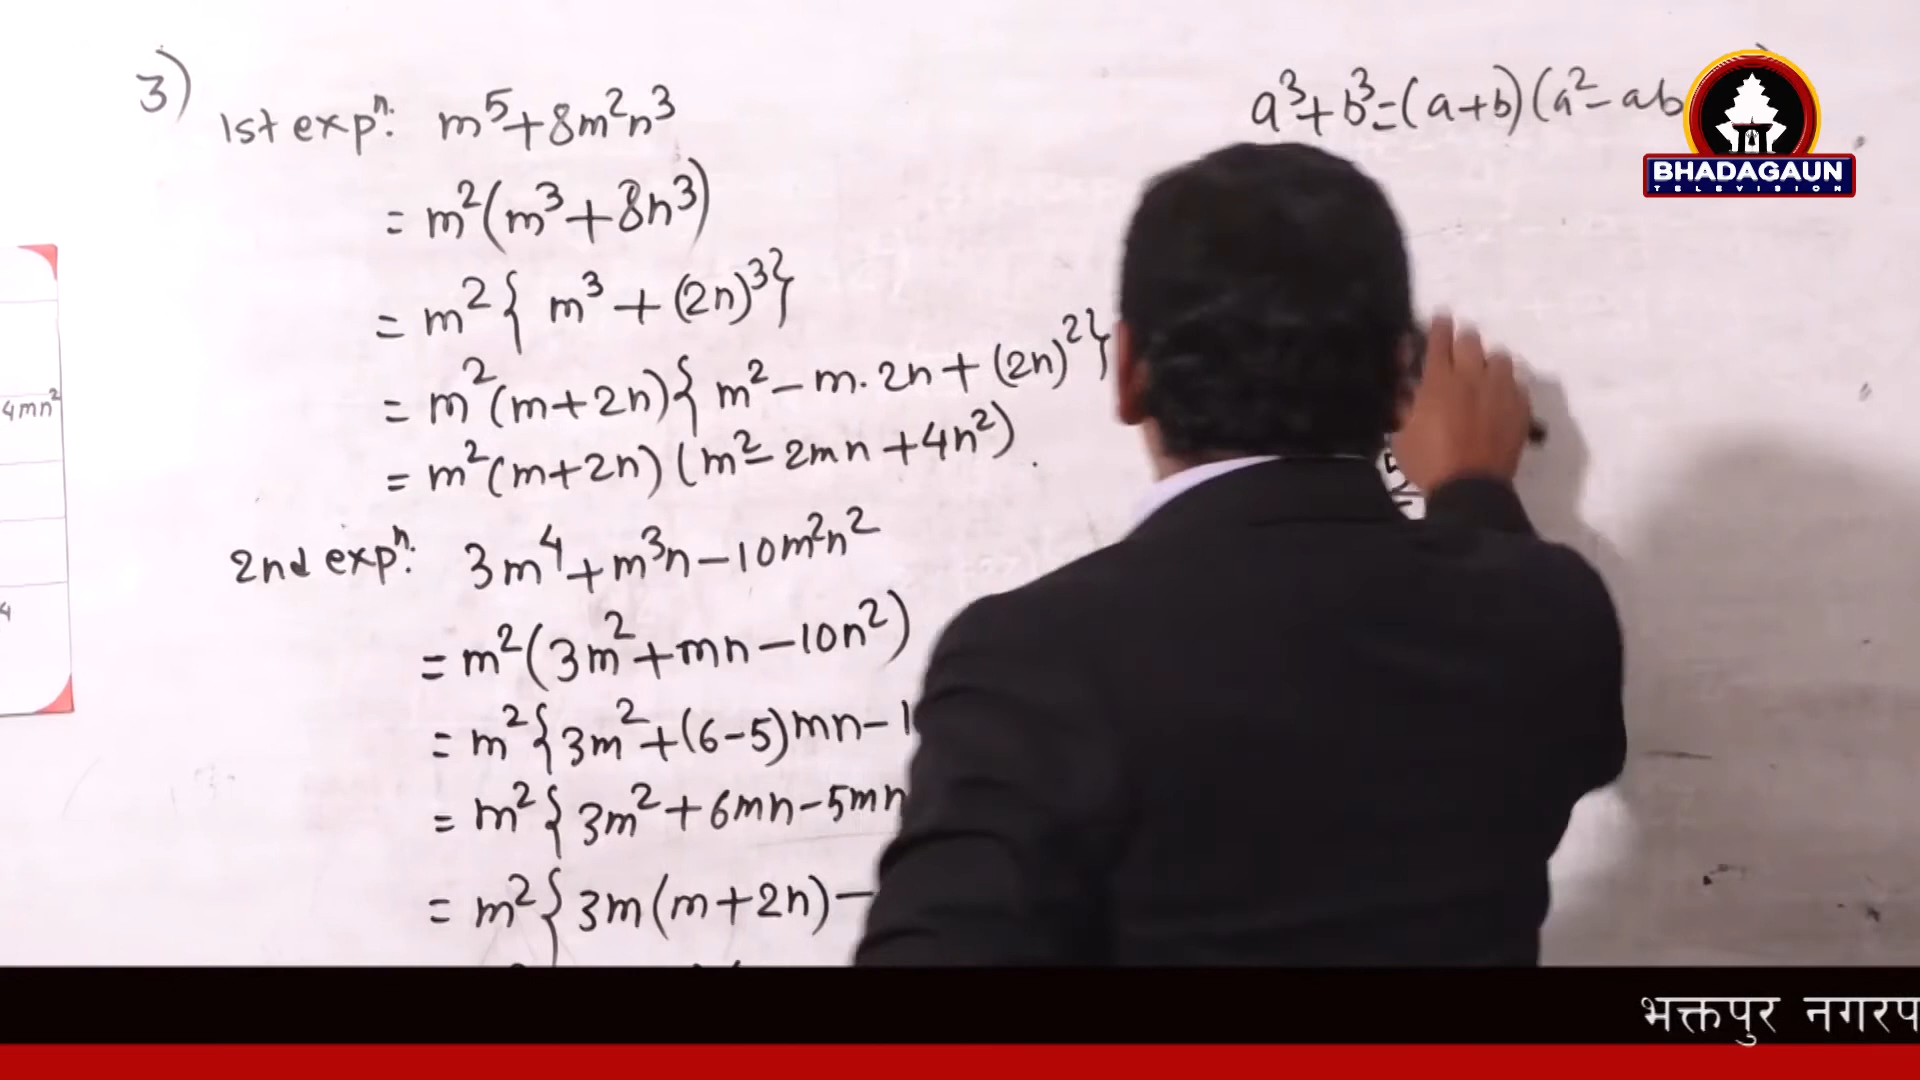 3)
1st expⁿ: m⁵+8m²n³
= m²(m³+8n³)
= m²{ m³ + (2n)³}
= m²(m+2n){ m² - m·2n + (2n)²}
= m²(m+2n) (m²- 2mn +4n²).
2nd expⁿ: 3m⁴+m³n-10m²n²
= m²(3m²+mn-10n²)
= m²{3m²+(6-5)mn-1
= m²{3m²+6mn-5mn
= m²{3m(m+2n)-
a³+b³=(a+b)(a²-ab
4mn²
4
BHADAGAUN
TELEVISION
भक्तपुर नगरप